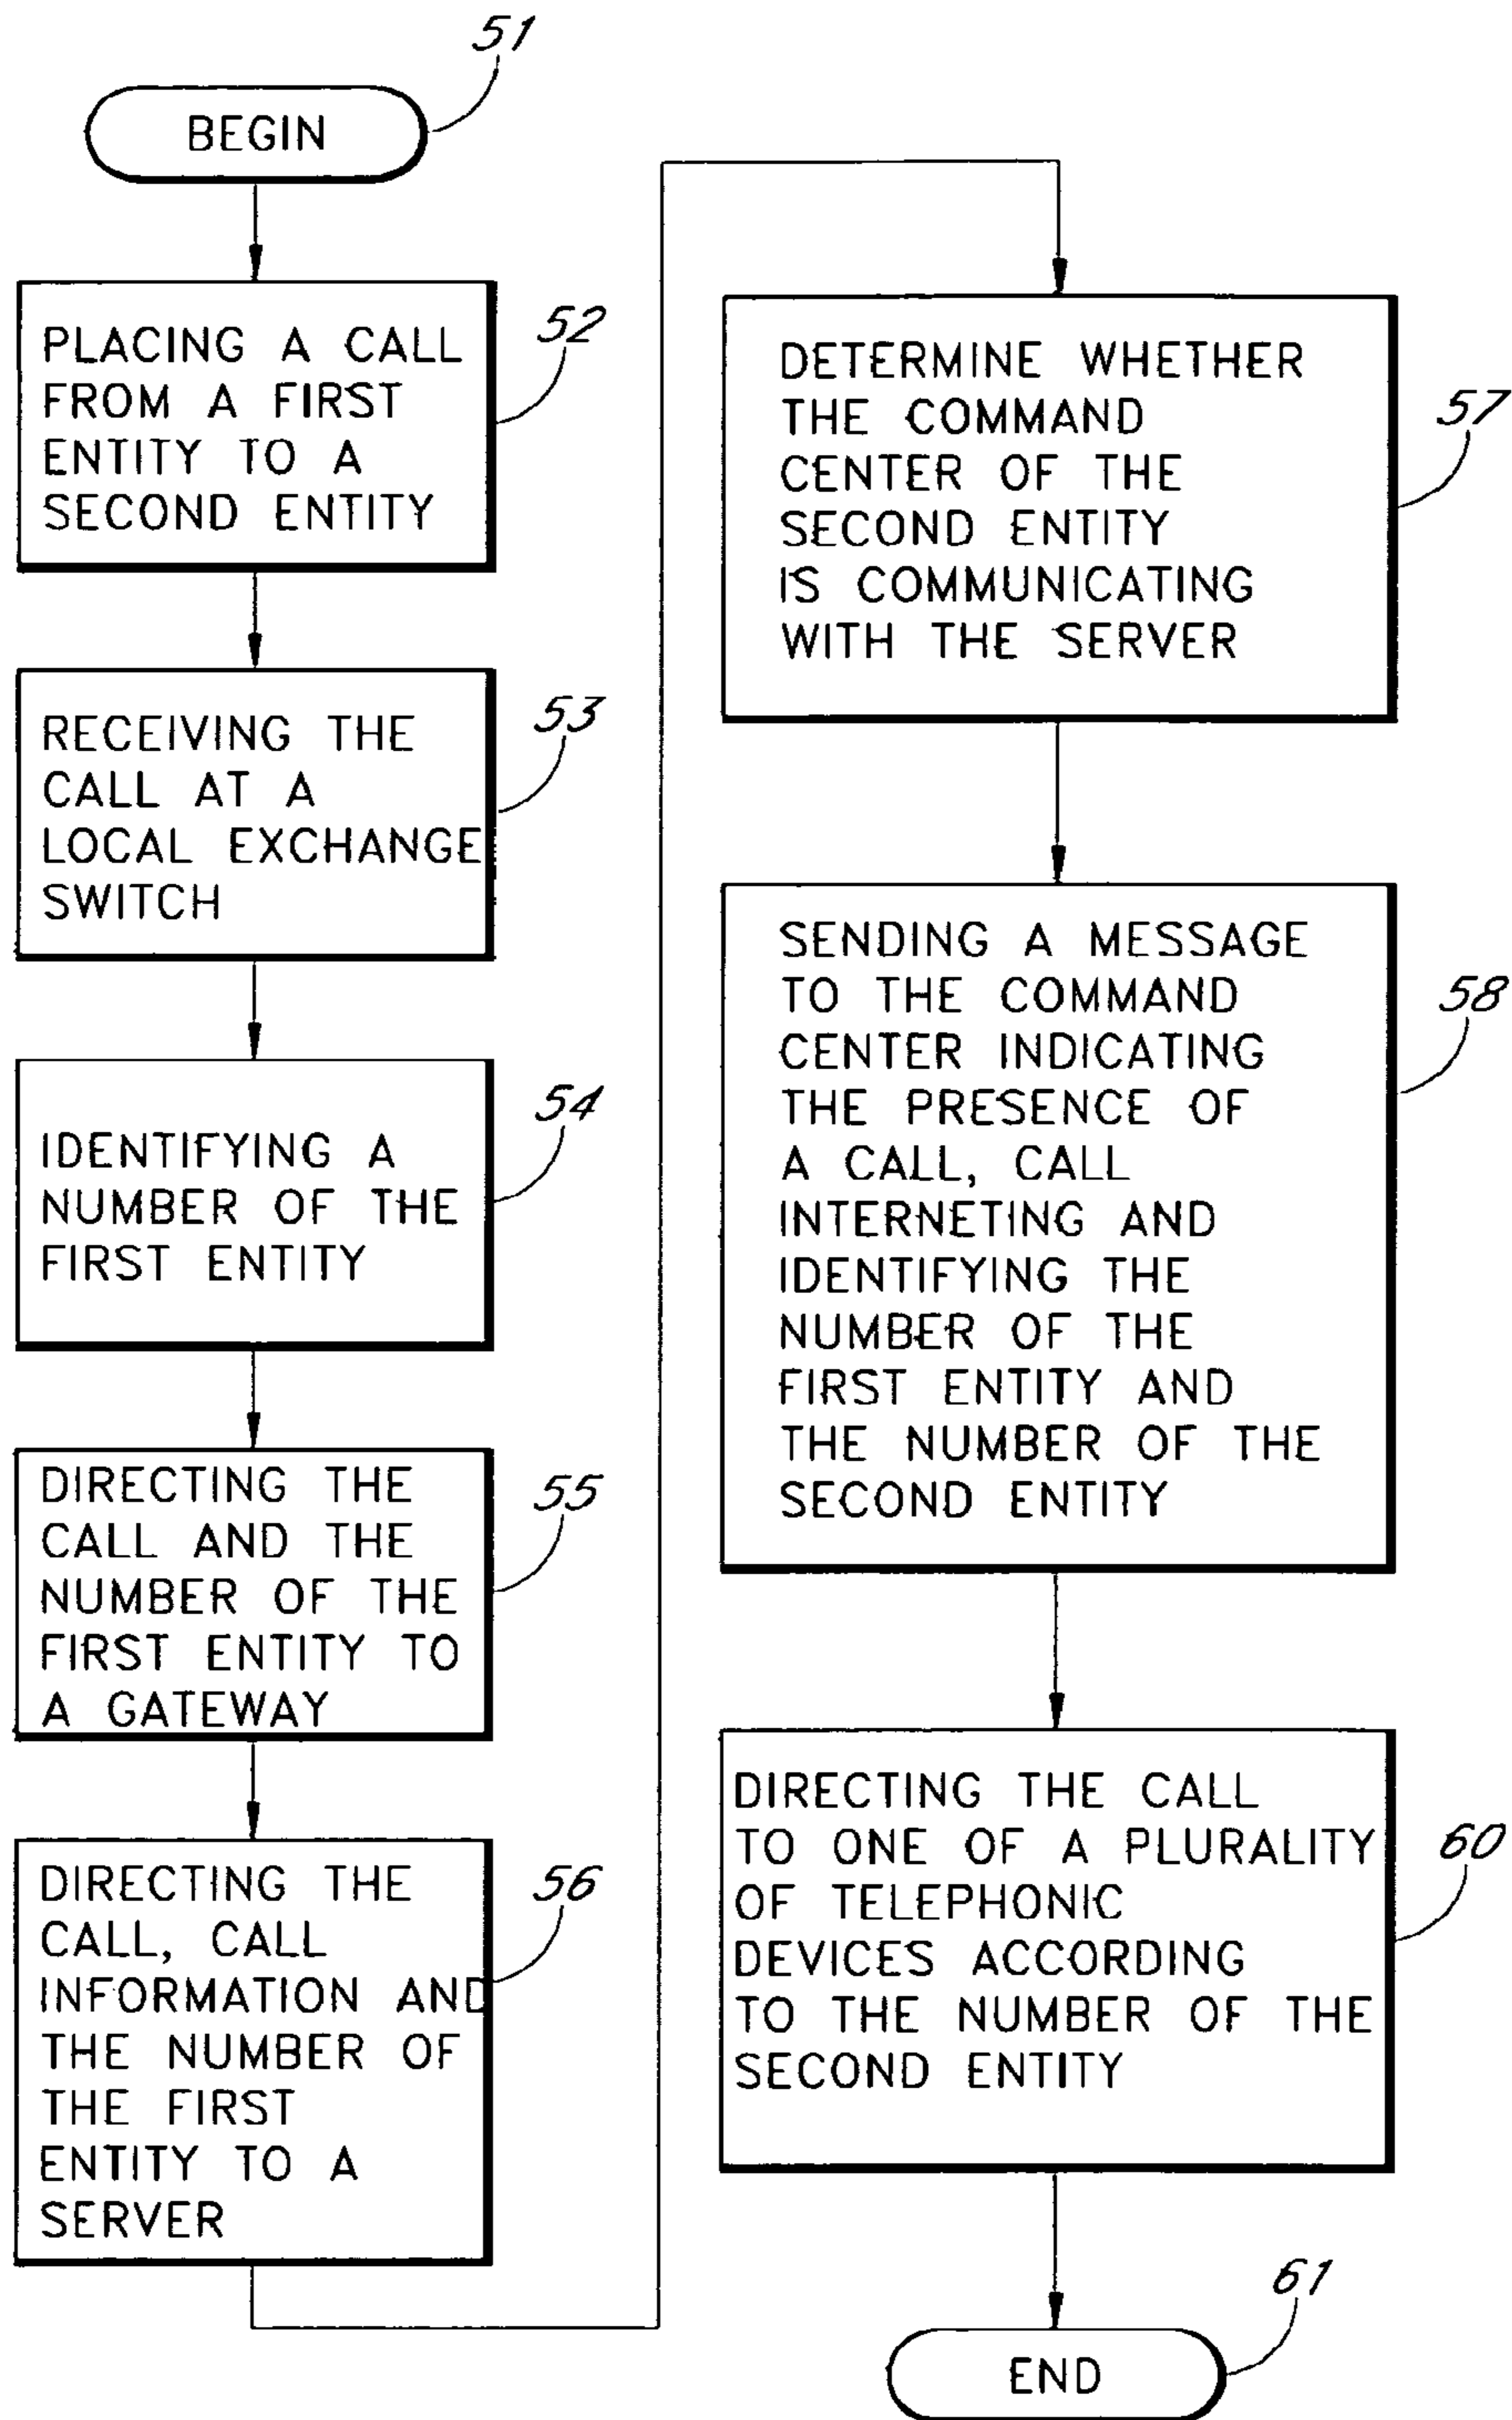 51
BEGIN
PLACING A CALL
FROM A FIRST
ENTITY TO A
SECOND ENTITY
52
RECEIVING THE
CALL AT A
LOCAL EXCHANGE
SWITCH
53
IDENTIFYING A
NUMBER OF THE
FIRST ENTITY
54
DIRECTING THE
CALL AND THE
NUMBER OF THE
FIRST ENTITY TO
A GATEWAY
55
DIRECTING THE
CALL, CALL
INFORMATION AND
THE NUMBER OF
THE FIRST
ENTITY TO A
SERVER
56
DETERMINE WHETHER
THE COMMAND
CENTER OF THE
SECOND ENTITY
IS COMMUNICATING
WITH THE SERVER
57
SENDING A MESSAGE
TO THE COMMAND
CENTER INDICATING
THE PRESENCE OF
A CALL, CALL
INTERNETING AND
IDENTIFYING THE
NUMBER OF THE
FIRST ENTITY AND
THE NUMBER OF THE
SECOND ENTITY
58
DIRECTING THE CALL
TO ONE OF A PLURALITY
OF TELEPHONIC
DEVICES ACCORDING
TO THE NUMBER OF THE
SECOND ENTITY
60
61
END